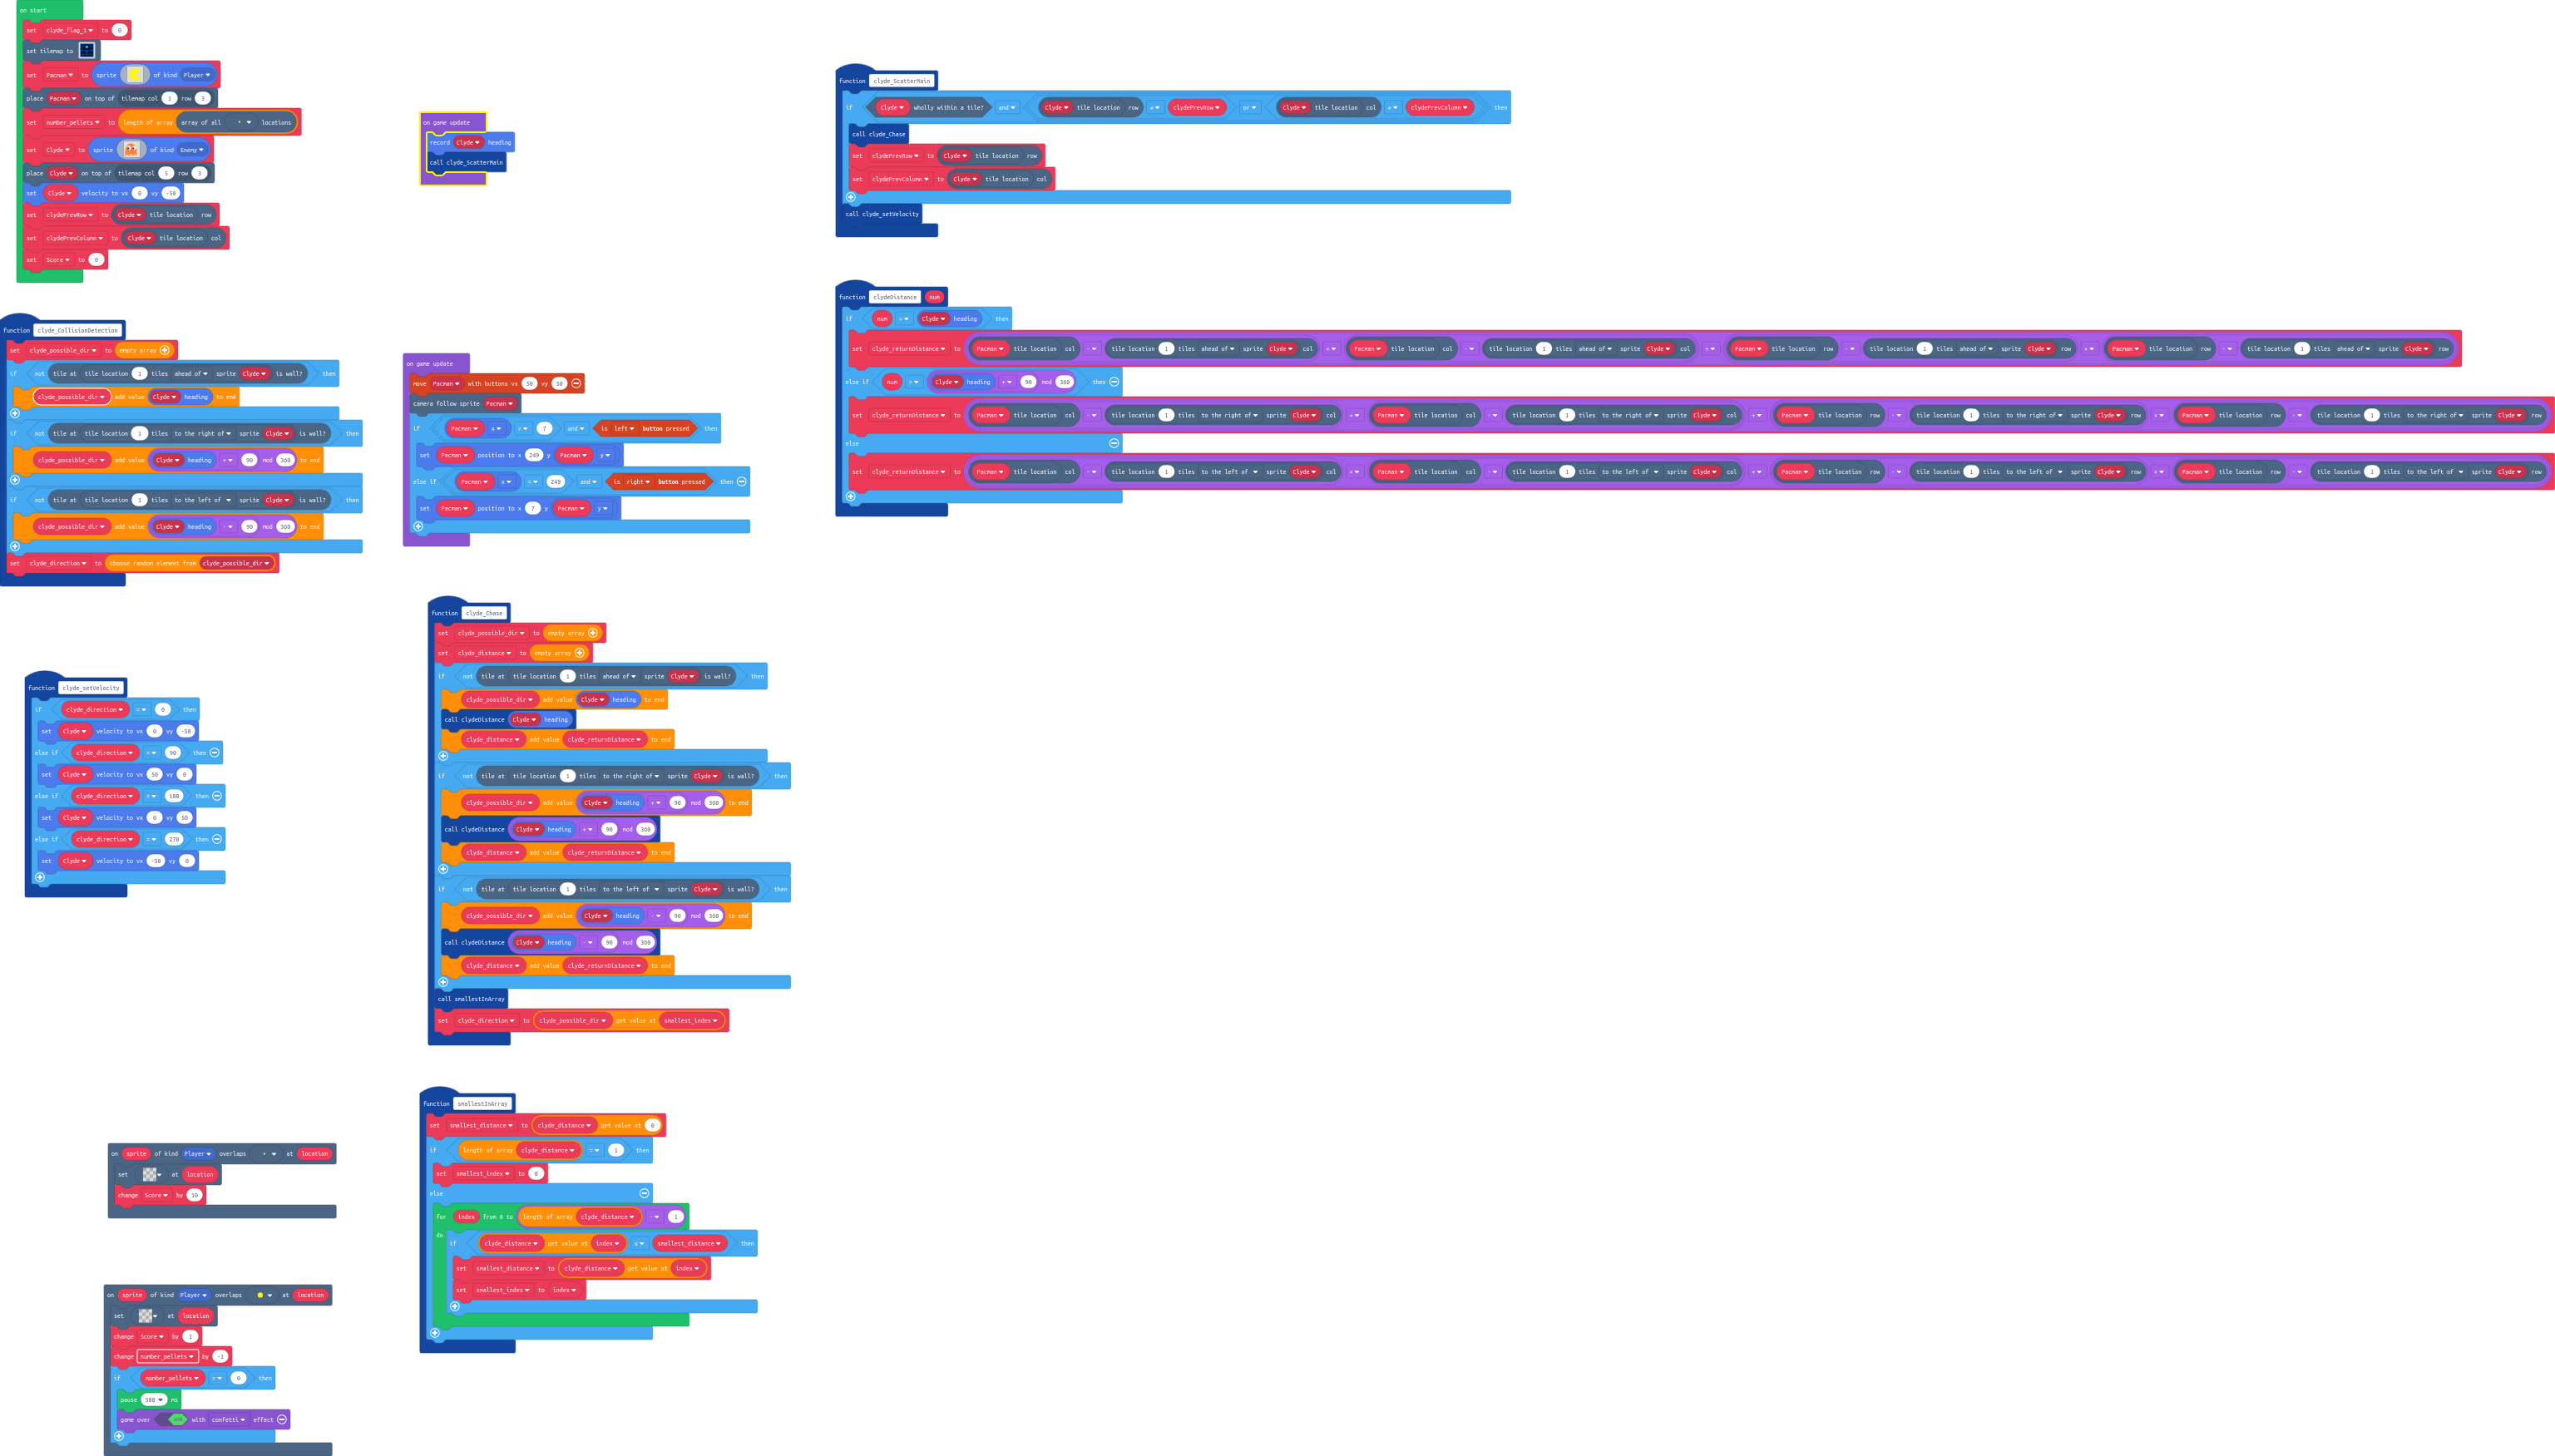 on start
set clyde_flag_1 to 0
set tilemap to
set Pacman to sprite of kind Player
place Pacman on top of tilemap col 1 row 3
set number_pellets to length of array array of all locations
set Clyde to sprite of kind Enemy
place Clyde on top of tilemap col 5 row 3
set Clyde velocity to vx 0 vy -50
set clydePrevRow to Clyde tile location row
set clydePrevColumn to Clyde tile location col
set Score to 0
function clyde_CollisionDetection
set clyde_possible_dir to empty array
if not tile at tile location 1 tiles ahead of sprite Clyde is wall? then
clyde_possible_dir add value Clyde heading to end
if not tile at tile location 1 tiles to the right of sprite Clyde is wall? then
clyde_possible_dir add value Clyde heading + 90 mod 360 to end
if not tile at tile location 1 tiles to the left of sprite Clyde is wall? then
clyde_possible_dir add value Clyde heading - 90 mod 360 to end
set clyde_direction to choose random element from clyde_possible_dir
function clyde_setVelocity
if clyde_direction = 0 then
set Clyde velocity to vx 0 vy -50
else if clyde_direction = 90 then
set Clyde velocity to vx 50 vy 0
else if clyde_direction = 180 then
set Clyde velocity to vx 0 vy 50
else if clyde_direction = 270 then
set Clyde velocity to vx -50 vy 0
on sprite of kind Player overlaps at location
set at location
change Score by 10
on sprite of kind Player overlaps at location
set at location
change Score by 1
change number_pellets by -1
if number_pellets = 0 then
pause 500 ms
game over with confetti effect
on game update
record Clyde heading
call clyde_ScatterMain
on game update
move Pacman with buttons vx 50 vy 50
camera follow sprite Pacman
if Pacman x = 7 and is left button pressed then
set Pacman position to x 249 y Pacman y
else if Pacman x = 249 and is right button pressed then
set Pacman position to x 7 y Pacman y
function clyde_Chase
set clyde_possible_dir to empty array
set clyde_distance to empty array
if not tile at tile location 1 tiles ahead of sprite Clyde is wall? then
clyde_possible_dir add value Clyde heading to end
call clydeDistance Clyde heading
clyde_distance add value clyde_returnDistance to end
if not tile at tile location 1 tiles to the right of sprite Clyde is wall? then
clyde_possible_dir add value Clyde heading + 90 mod 360 to end
call clydeDistance Clyde heading + 90 mod 360
clyde_distance add value clyde_returnDistance to end
if not tile at tile location 1 tiles to the left of sprite Clyde is wall? then
clyde_possible_dir add value Clyde heading - 90 mod 360 to end
call clydeDistance Clyde heading - 90 mod 360
clyde_distance add value clyde_returnDistance to end
call smallestInArray
set clyde_direction to clyde_possible_dir get value at smallest_index
function smallestInArray
set smallest_distance to clyde_distance get value at 0
if length of array clyde_distance = 1 then
set smallest_index to 0
else
for index from 0 to length of array clyde_distance - 1
do
if clyde_distance get value at index ≤ smallest_distance then
set smallest_distance to clyde_distance get value at index
set smallest_index to index
function clyde_ScatterMain
if Clyde wholly within a tile? and Clyde tile location row ≠ clydePrevRow or Clyde tile location col ≠ clydePrevColumn then
call clyde_Chase
set clydePrevRow to Clyde tile location row
set clydePrevColumn to Clyde tile location col
call clyde_setVelocity
function clydeDistance num
if num = Clyde heading then
set clyde_returnDistance to Pacman tile location col - tile location 1 tiles ahead of sprite Clyde col × Pacman tile location col - tile location 1 tiles ahead of sprite Clyde col + Pacman tile location row - tile location 1 tiles ahead of sprite Clyde row × Pacman tile location row - tile location 1 tiles ahead of sprite Clyde row
else if num = Clyde heading + 90 mod 360 then
set clyde_returnDistance to Pacman tile location col - tile location 1 tiles to the right of sprite Clyde col × Pacman tile location col - tile location 1 tiles to the right of sprite Clyde col + Pacman tile location row - tile location 1 tiles to the right of sprite Clyde row × Pacman tile location row - tile location 1 tiles to the right of sprite Clyde row
else
set clyde_returnDistance to Pacman tile location col - tile location 1 tiles to the left of sprite Clyde col × Pacman tile location col - tile location 1 tiles to the left of sprite Clyde col + Pacman tile location row - tile location 1 tiles to the left of sprite Clyde row × Pacman tile location row - tile location 1 tiles to the left of sprite Clyde row